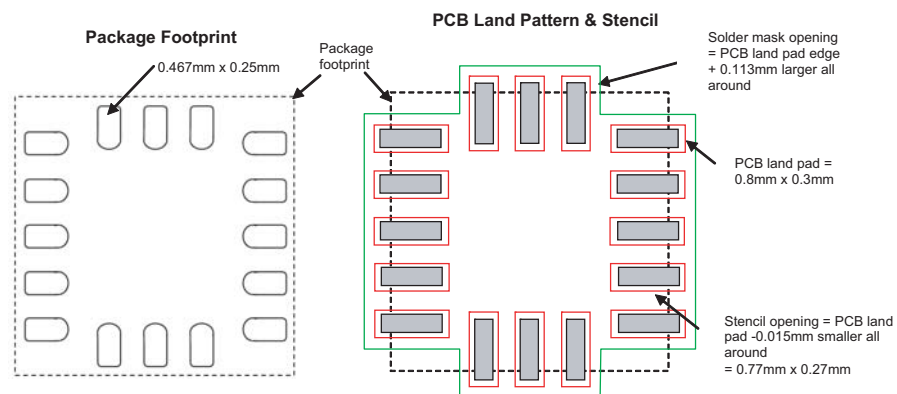 PCB Land Pattern & Stencil
Package Footprint
0.467mm x 0.25mm
Package
footprint
Solder mask opening
= PCB land pad edge
+ 0.113mm larger all
around
PCB land pad =
0.8mm x 0.3mm
Stencil opening = PCB land
pad -0.015mm smaller all
around
= 0.77mm x 0.27mm